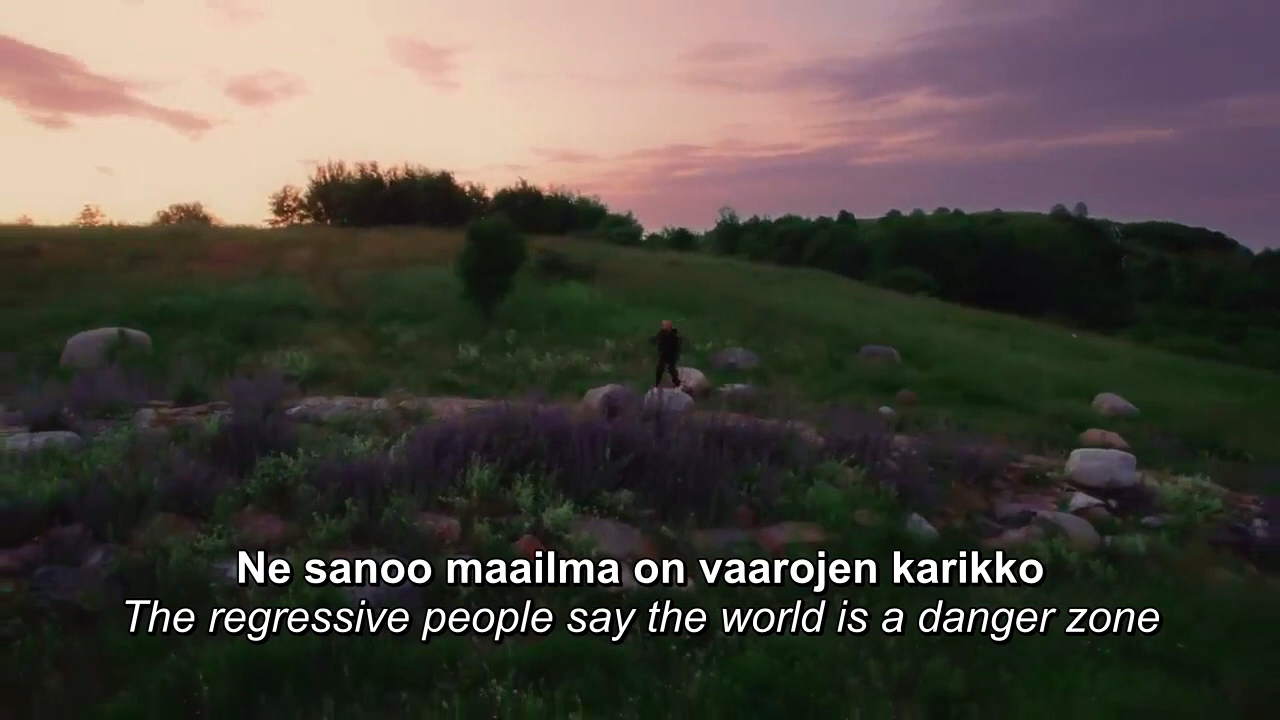 Ne sanoo maailma on vaarojen karikko
The regressive people say the world is a danger zone